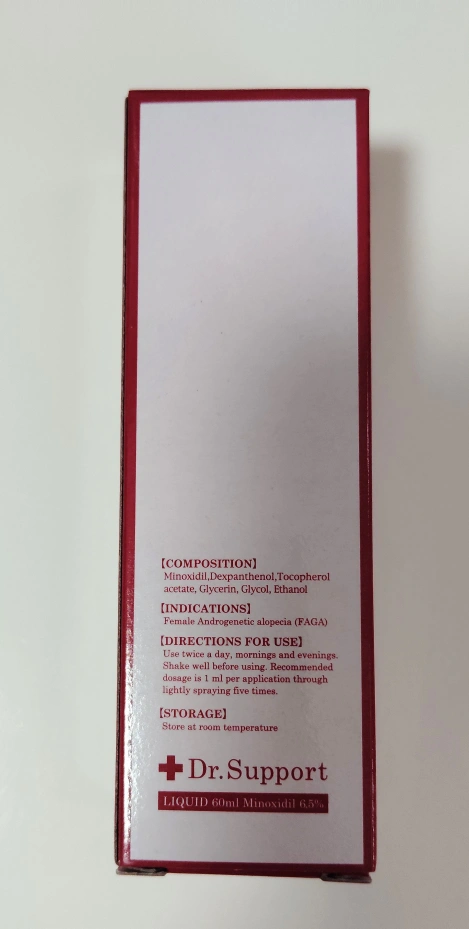 【COMPOSITION】
Minoxidil,Dexpanthenol,Tocopherol
acetate, Glycerin, Glycol, Ethanol
【INDICATIONS】
Female Androgenetic alopecia (FAGA)
【DIRECTIONS FOR USE】
Use twice a day, mornings and evenings.
Shake well before using. Recommended
dosage is 1 ml per application through
lightly spraying five times.
【STORAGE】
Store at room temperature
Dr.Support
LIQUID 60ml Minoxidil 6.5%